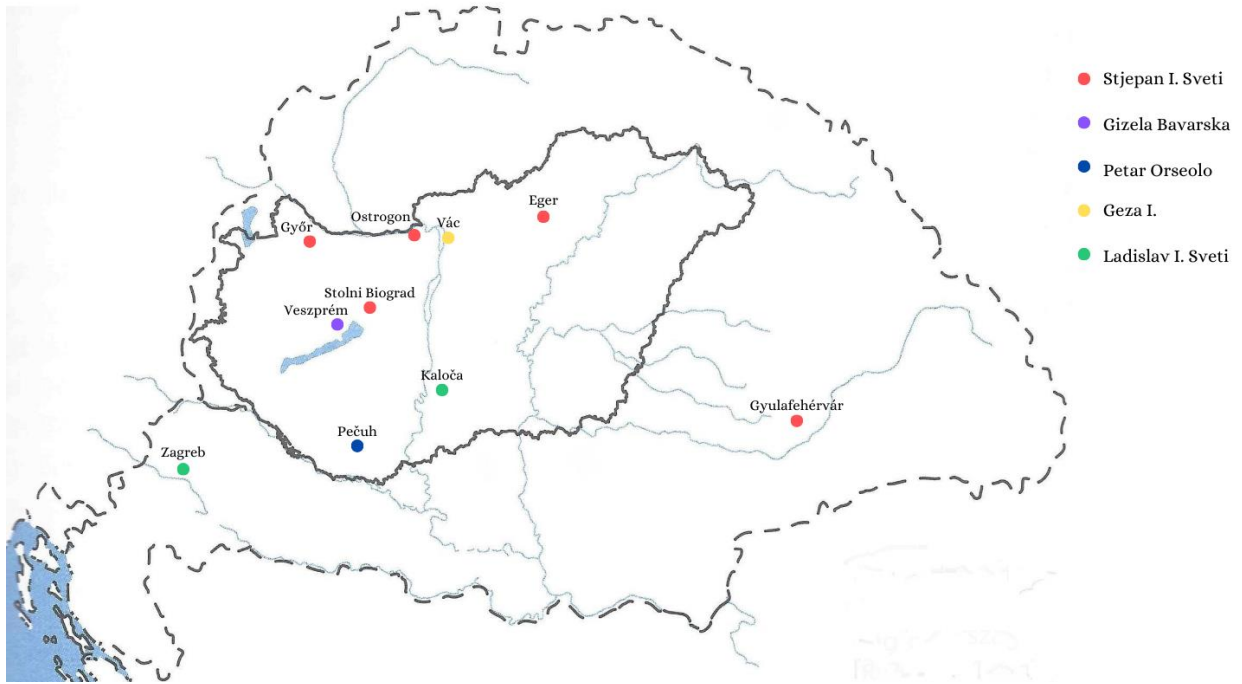 Stjepan I. Sveti
Gizela Bavarska
Petar Orseolo
Geza I.
Ladislav I. Sveti
Eger
Ostrogon
Vác
Győr
Stolni Biograd
Veszprém
Kaloča
Gyulafehérvár
Pečuh
Zagreb